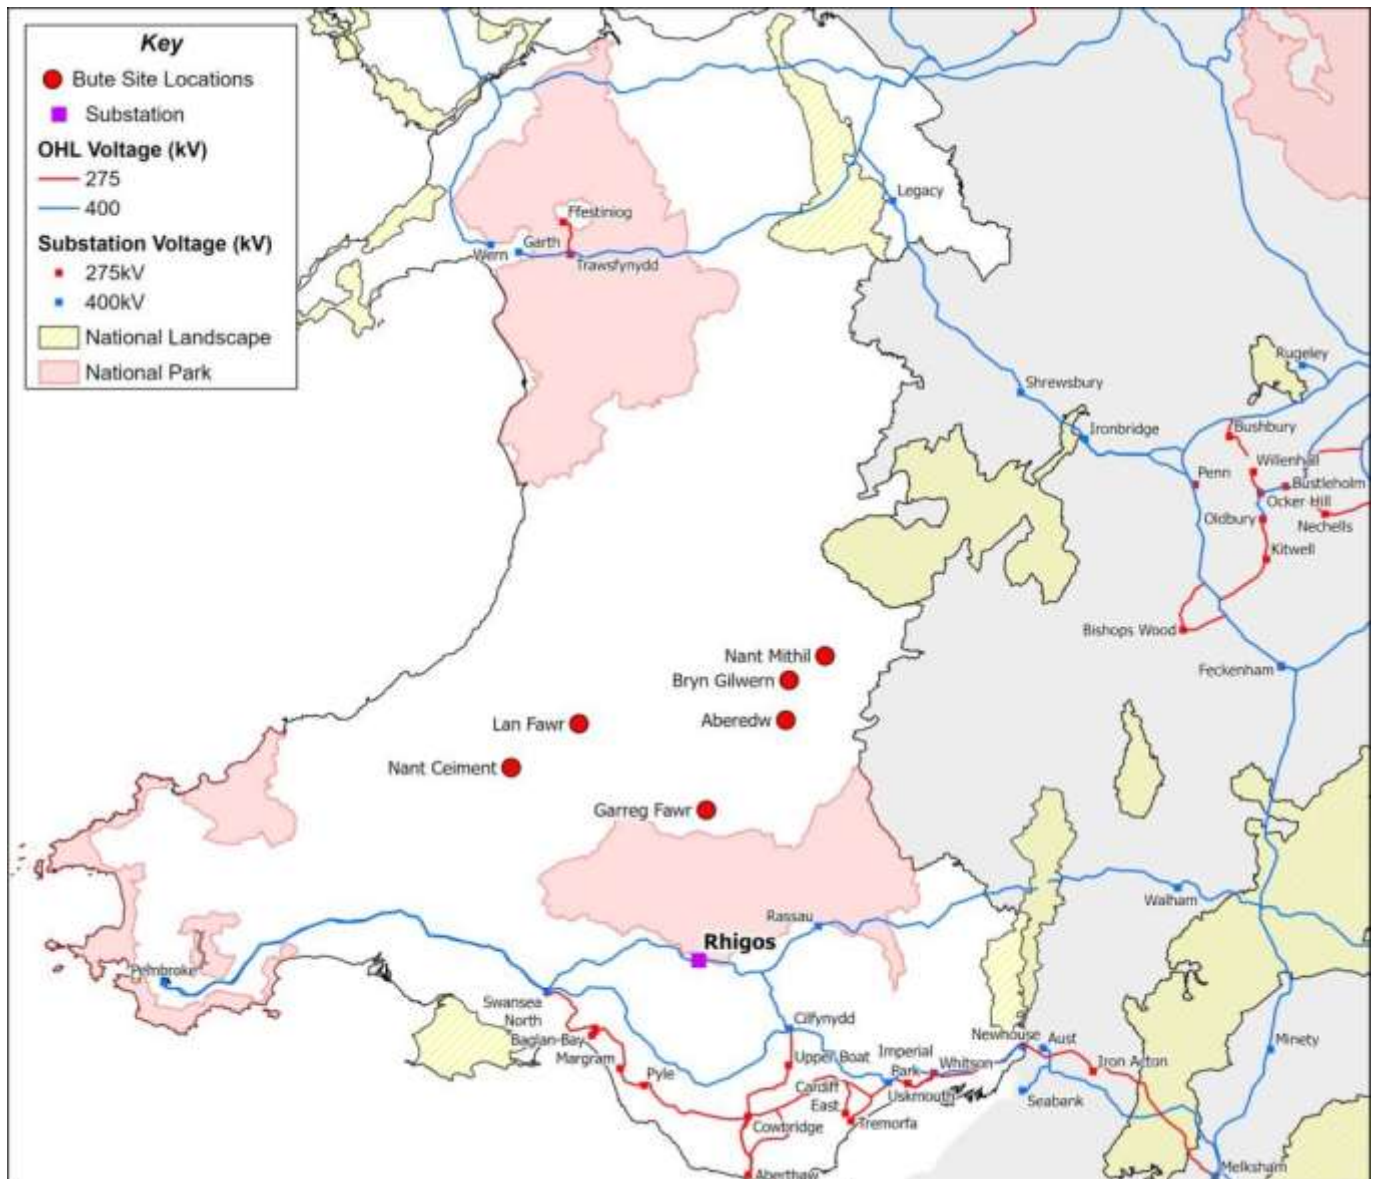 Key
Bute Site Locations
Substation
OHL Voltage (kV)
275
400
Substation Voltage (kV)
275kV
400kV
National Landscape
National Park
Legacy
Ffestiniog
Garth
Wern
Trawsfynydd
Rugeley
Shrewsbury
Ironbridge
Bushbury
Willenhall
Penn
Bustleholm
Ocker Hill
Oldbury
Nechells
Kitwell
Bishops Wood
Feckenham
Nant Mithil
Bryn Gilwern
Lan Fawr
Aberedw
Nant Ceiment
Garreg Fawr
Walham
Rassau
Rhigos
Pembroke
Swansea
North
Cilfynydd
Baglan-Bay
Newhouse
Aust
Minety
Margram
Upper Boat
Imperial
Park
Whitson
Iron Acton
Pyle
Cardiff
East
Uskmouth
Seabank
Cowbridge
Tremorfa
Aberthaw
Melksham